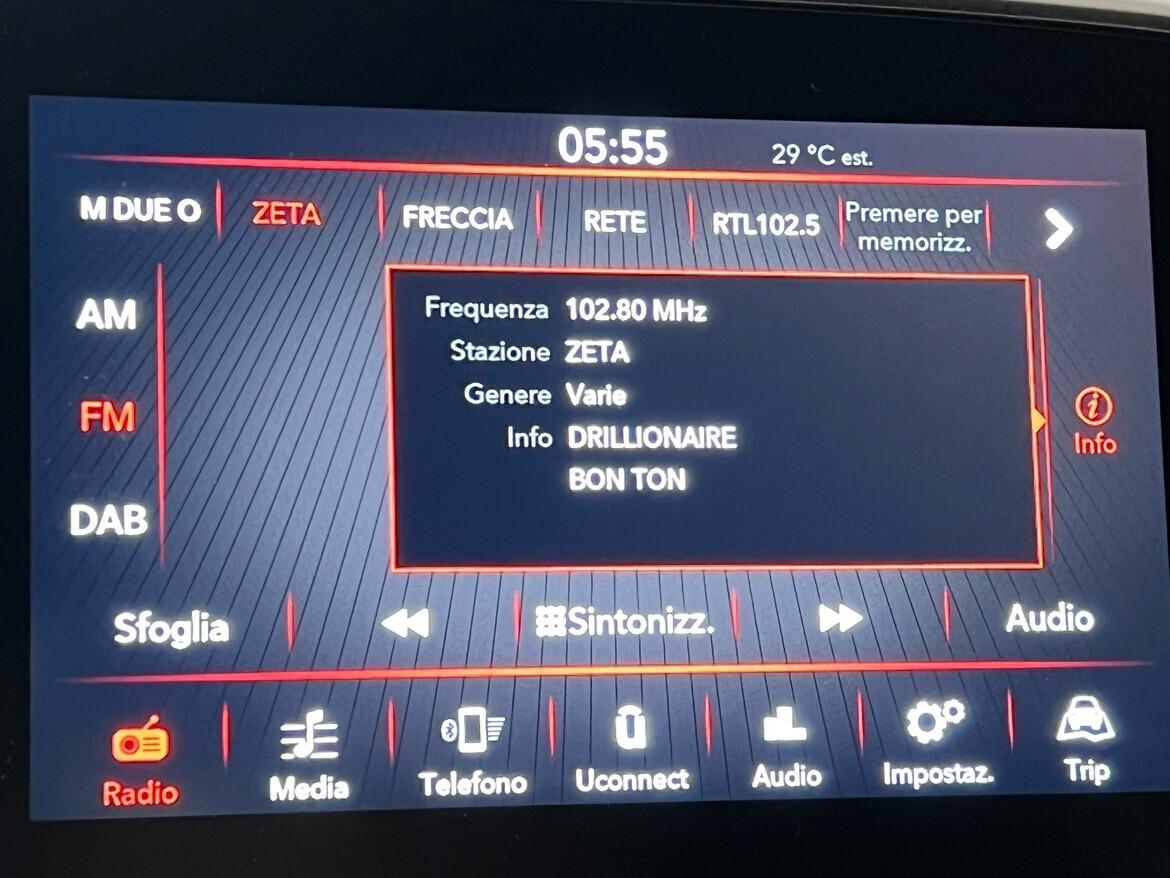 05:55 29 °C est.
M DUE O ZETA FRECCIA RETE RTL102.5 Premere per
memorizz.
AM
FM
DAB
Frequenza 102.80 MHz
Stazione ZETA
Genere Varie
Info DRILLIONAIRE
BON TON
Info
Sfoglia Sintonizz. Audio
Radio Media Telefono Uconnect Audio Impostaz. Trip